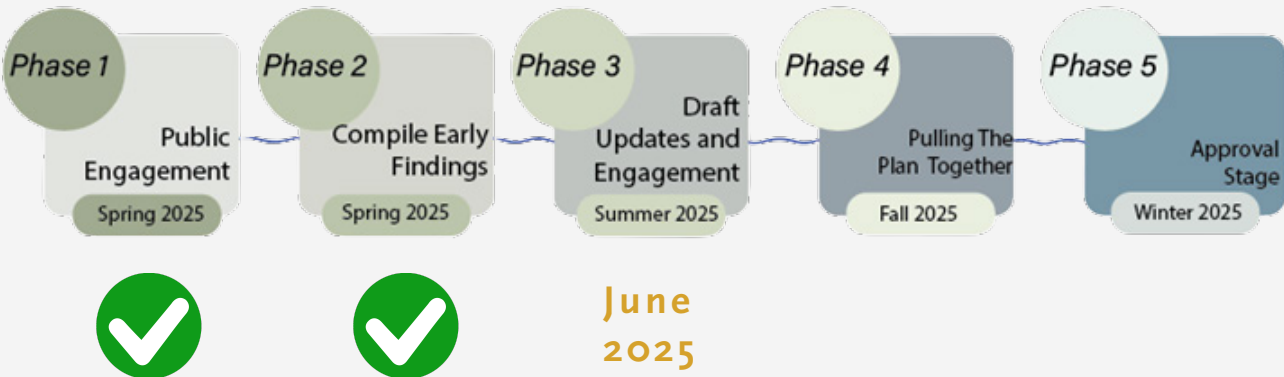 Phase 1
Public
Engagement
Spring 2025
Phase 2
Compile Early
Findings
Spring 2025
Phase 3
Draft
Updates and
Engagement
Summer 2025
Phase 4
Pulling The
Plan Together
Fall 2025
Phase 5
Approval
Stage
Winter 2025
June
2025